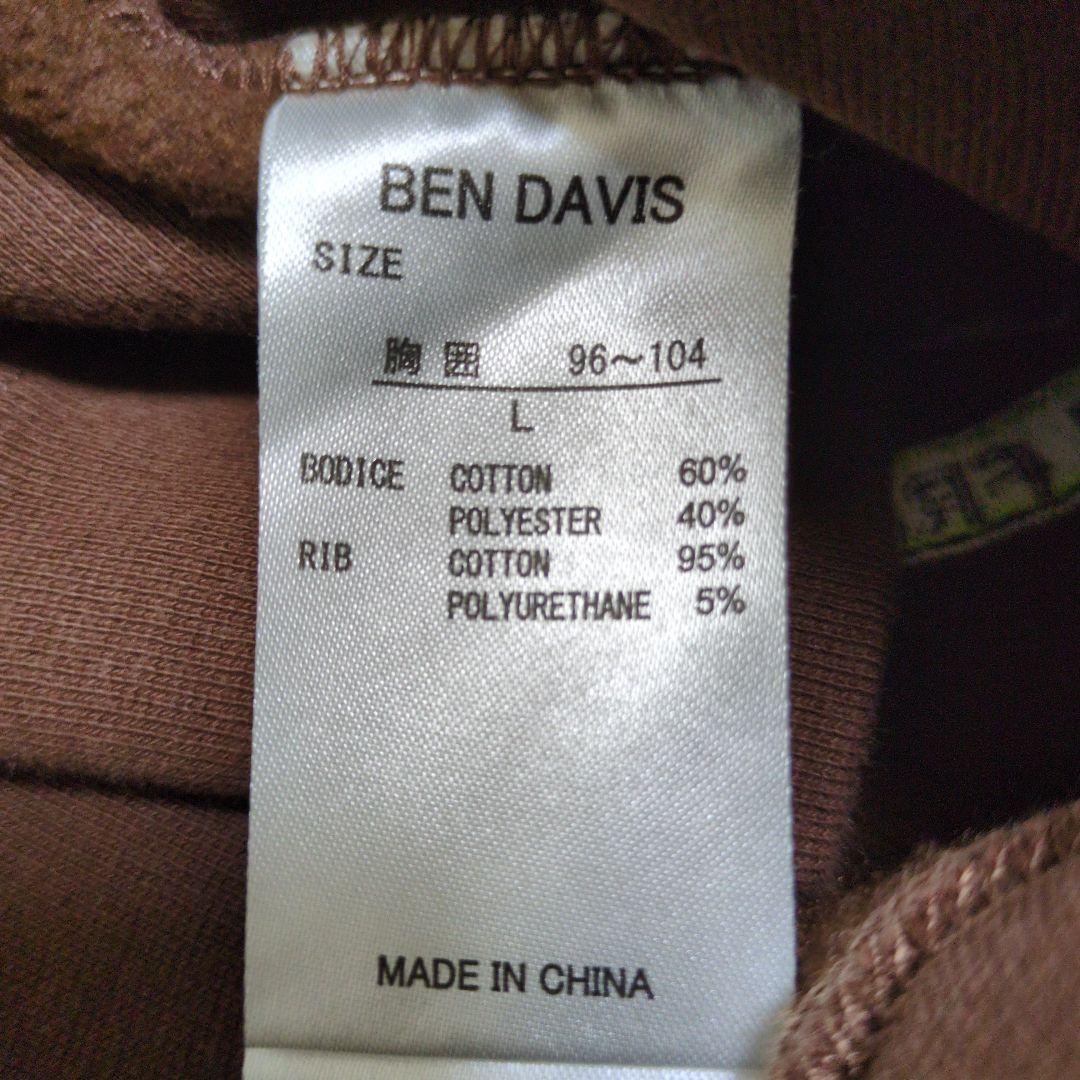 BEN DAVIS
SIZE
胸囲 96～104
L
BODICE COTTON 60%
POLYESTER 40%
RIB COTTON 95%
POLYURETHANE 5%
MADE IN CHINA